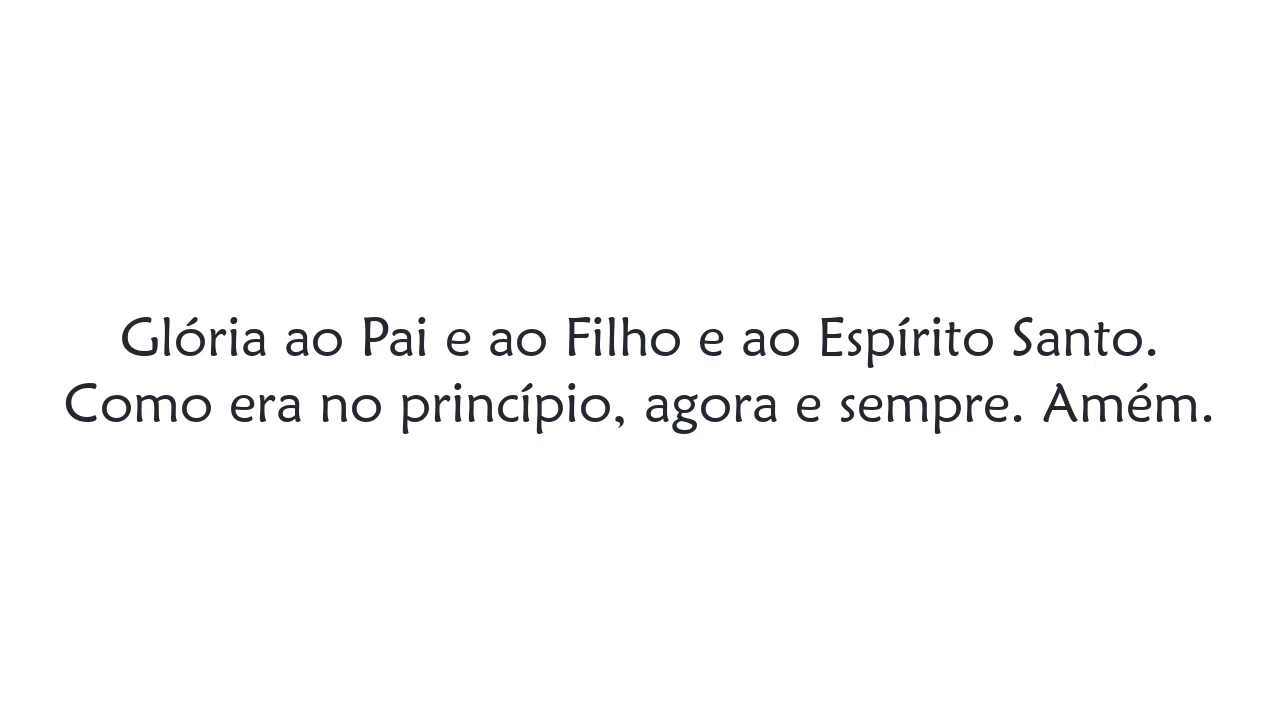 Glória ao Pai e ao Filho e ao Espírito Santo.
Como era no princípio, agora e sempre. Amém.